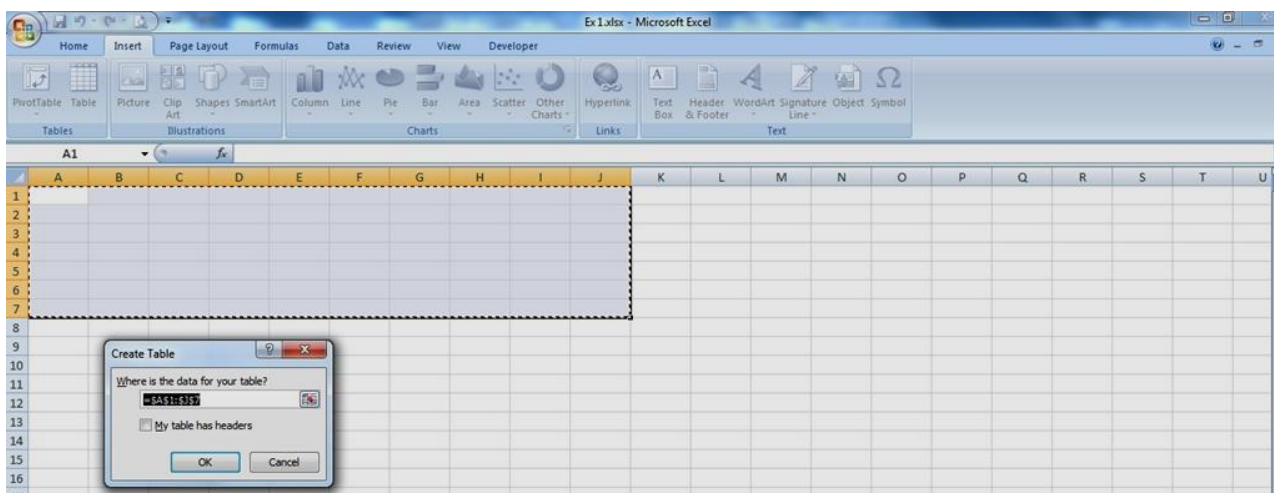 Ex1.xlsx - Microsoft Excel
Home Insert Page Layout Formulas Data Review View Developer
PivotTable Table Picture Clip Art Shapes SmartArt Column Line Pie Bar Area Scatter Other Charts Hyperlink Text Box Header & Footer WordArt Signature Line Object Symbol
Tables Illustrations Charts Links Text
A1 fx
A B C D E F G H I J K L M N O P Q R S T U
1
2
3
4
5
6
7
8
9
10
11
12
13
14
15
16
Create Table
Where is the data for your table?
=$A$1:$J$7
My table has headers
OK Cancel